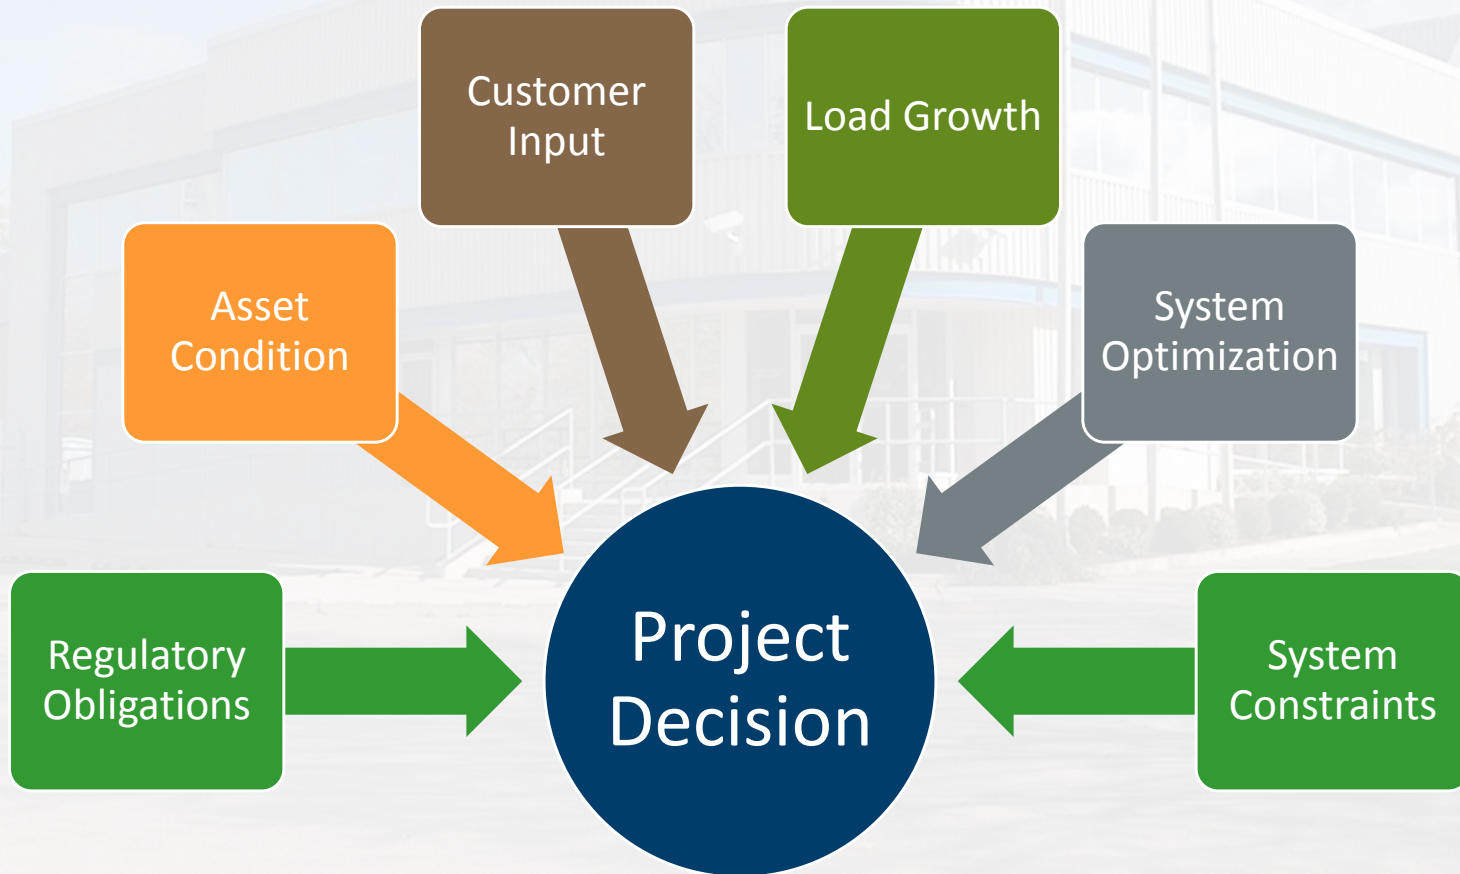 Customer
Input
Load Growth
Asset
Condition
System
Optimization
Regulatory
Obligations
Project
Decision
System
Constraints